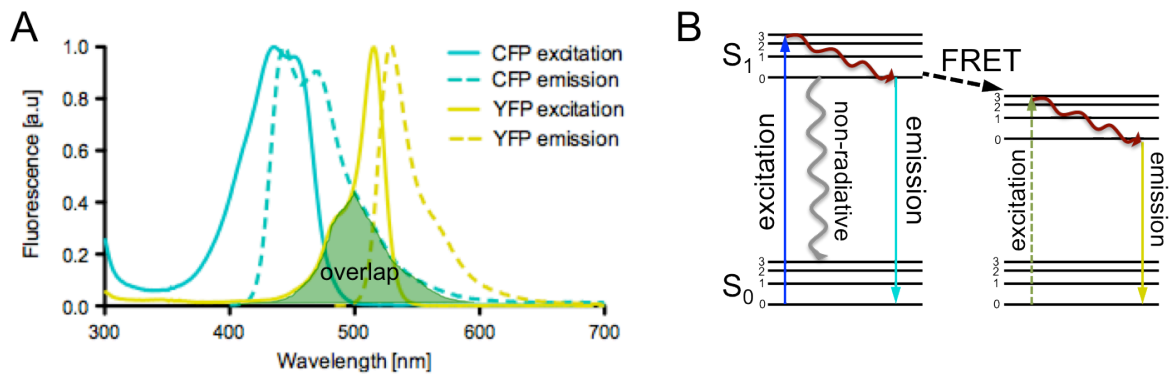 A
Fluorescence [a.u]
1.0
0.8
0.6
0.4
0.2
0.0
300
400
500
600
700
Wavelength [nm]
CFP excitation
CFP emission
YFP excitation
YFP emission
overlap
B
S1
3
2
1
0
FRET
excitation
non-radiative
emission
S0
3
2
1
0
3
2
1
0
excitation
emission
3
2
1
0